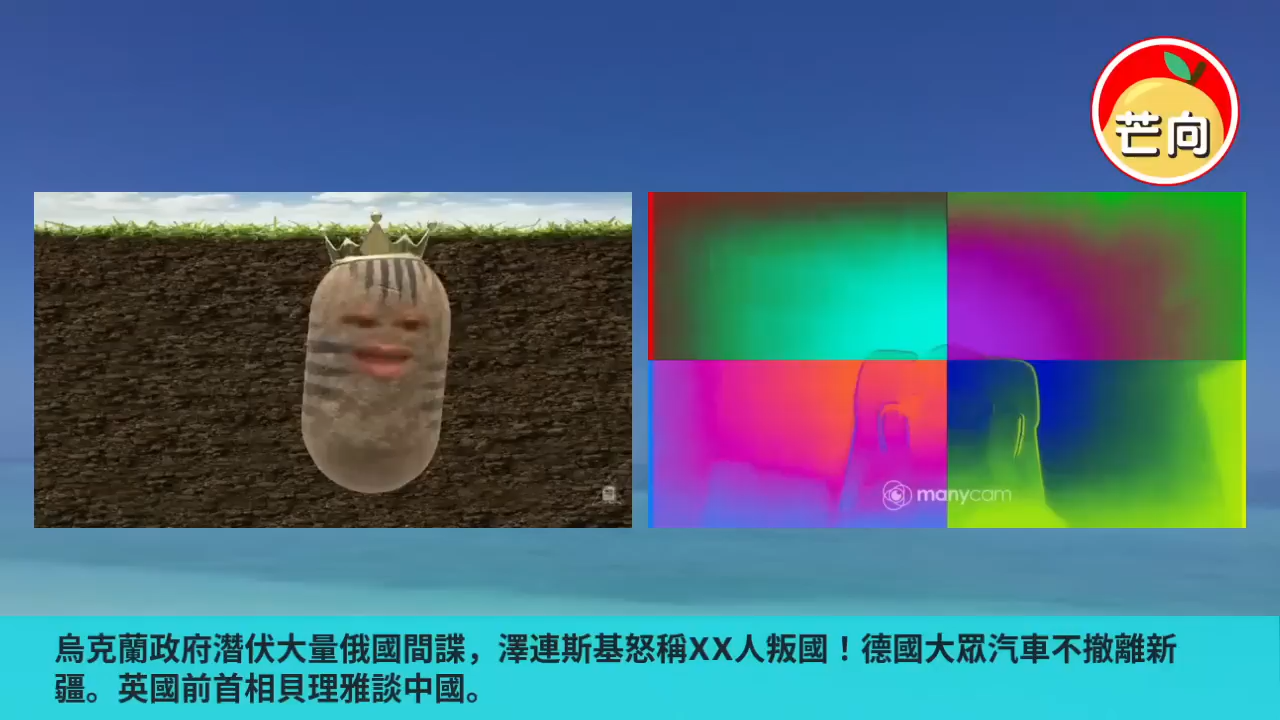 芒向
manycam
烏克蘭政府潛伏大量俄國間諜，澤連斯基怒稱XX人叛國！德國大眾汽車不撤離新
疆。英國前首相貝理雅談中國。